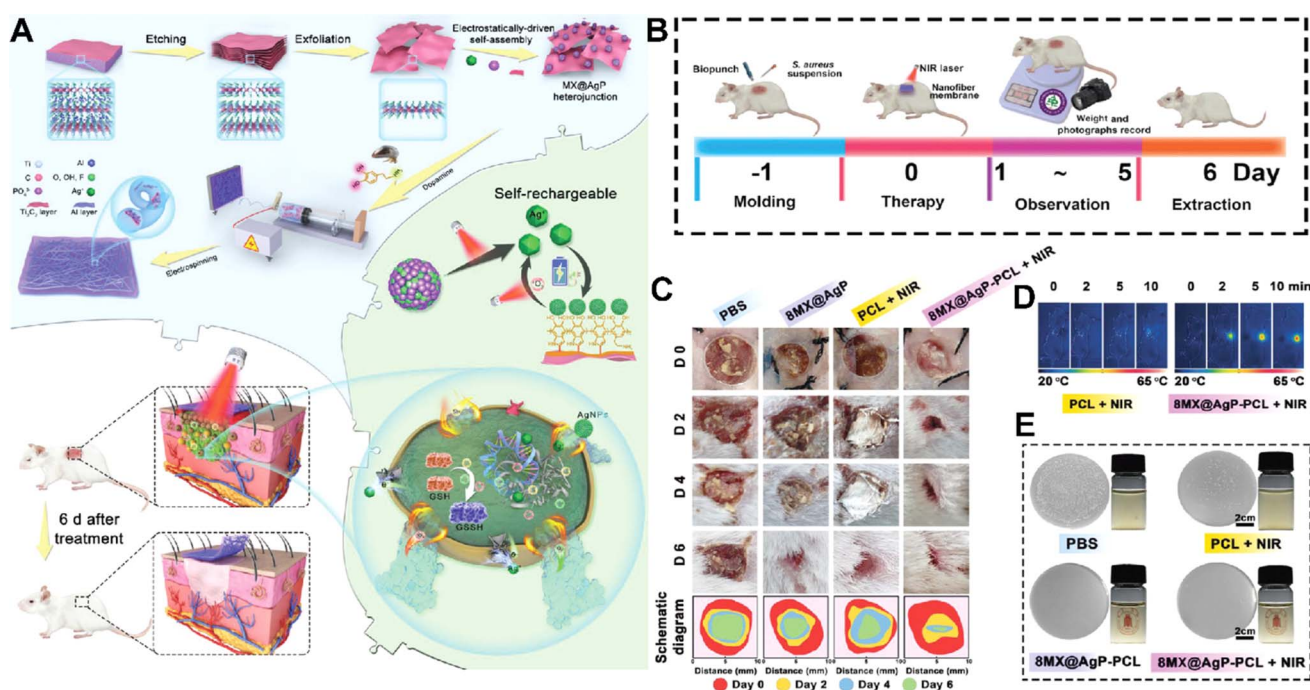 A
Etching
Exfoliation
Electrostatically-driven
self-assembly
MX@AgP
heterojunction
Ti
Al
C
O, OH, F
PO₄³⁻
Ag⁺
Ti₃C₂ layer
Al layer
Dopamine
Electrospinning
Self-rechargeable
Ag⁺
6 d after
treatment
AgNPs
GSH
GSSH
B
Biopunch
S. aureus
suspension
NIR laser
Nanofiber
membrane
Weight and
photographs record
-1 0 1 ~ 5 6 Day
Molding Therapy Observation Extraction
C
PBS
8MX@AgP
PCL + NIR
8MX@AgP-PCL + NIR
D 0
D 2
D 4
D 6
Schematic
diagram
0 5 10
Distance (mm) Distance (mm) Distance (mm) Distance (mm)
Day 0 Day 2 Day 4 Day 6
D
0 2 5 10 0 2 5 10 min
20 °C 65 °C 20 °C 65 °C
PCL + NIR 8MX@AgP-PCL + NIR
E
2cm
PBS PCL + NIR
2cm
8MX@AgP-PCL 8MX@AgP-PCL + NIR